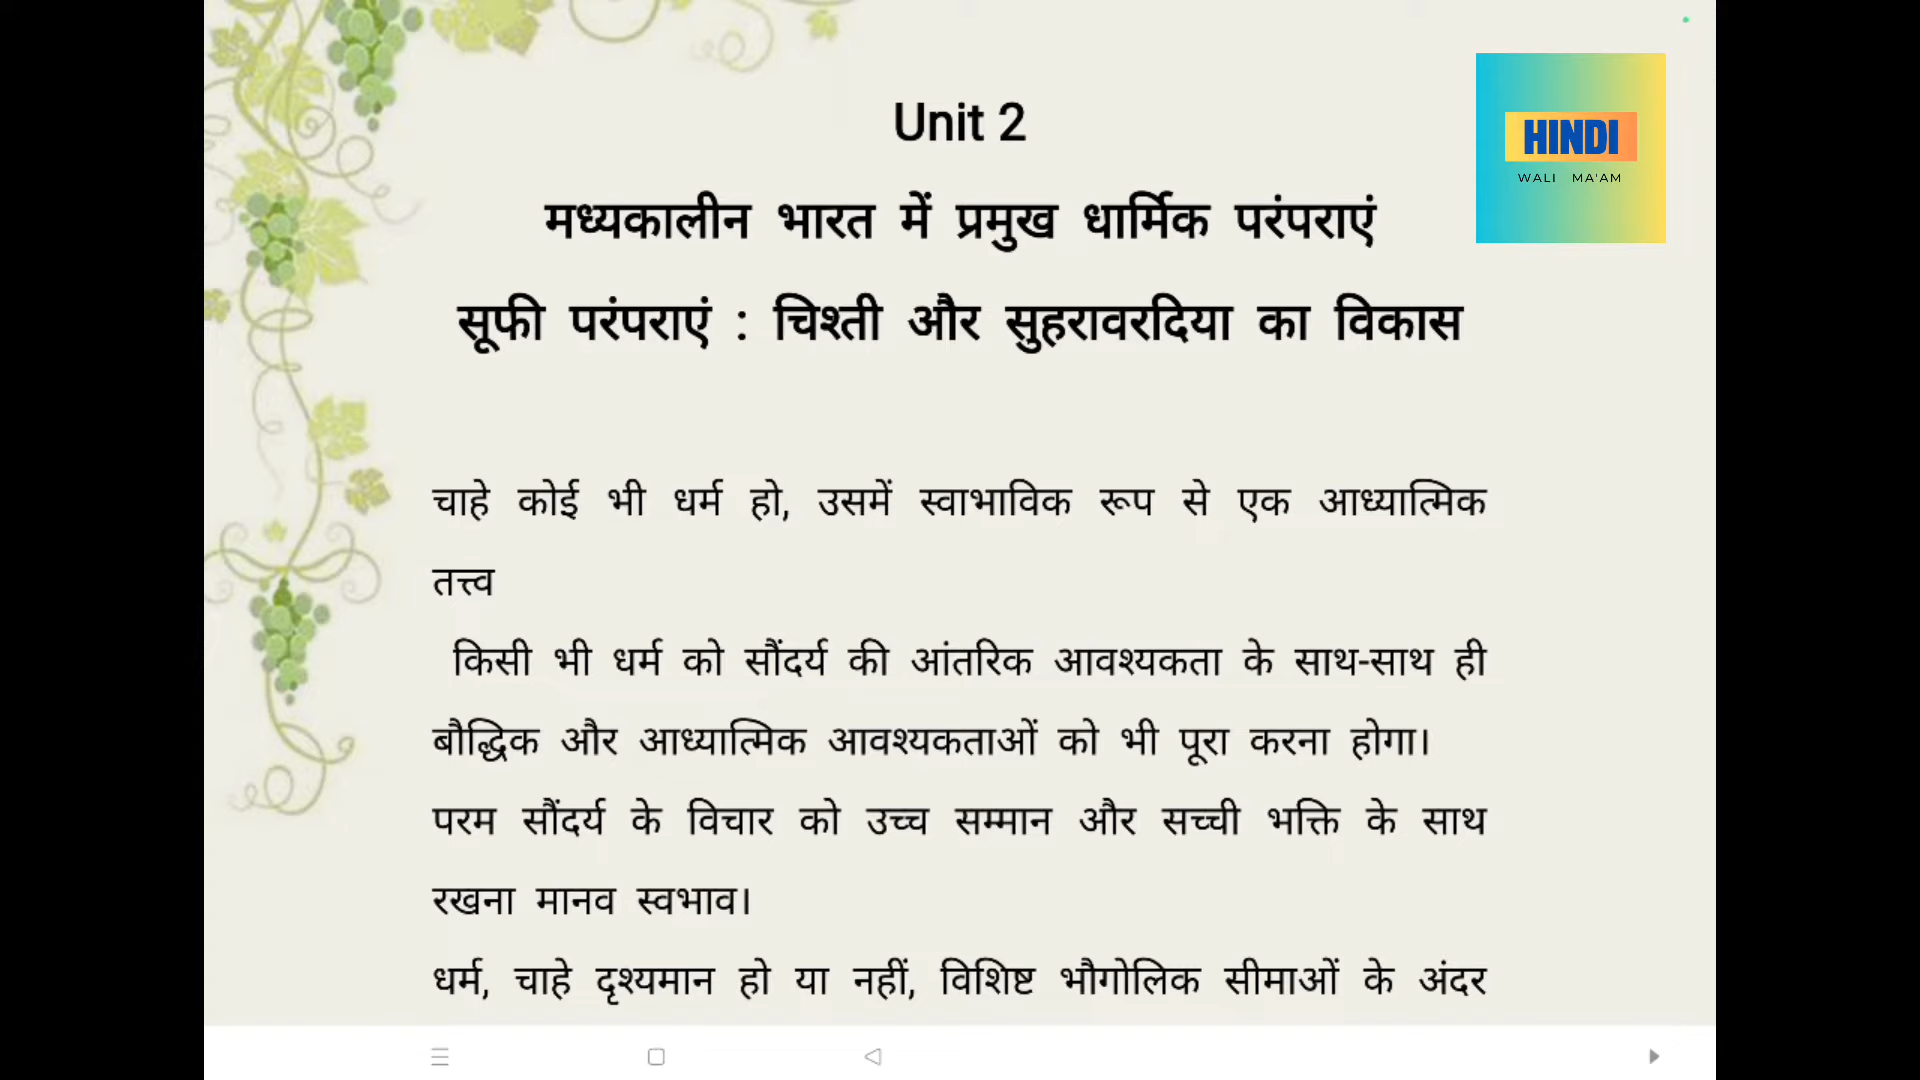 Unit 2
HINDI
WALI MA'AM
मध्यकालीन भारत में प्रमुख धार्मिक परंपराएं
सूफी परंपराएं : चिश्ती और सुहरावरदिया का विकास
चाहे कोई भी धर्म हो, उसमें स्वाभाविक रूप से एक आध्यात्मिक
तत्त्व
किसी भी धर्म को सौंदर्य की आंतरिक आवश्यकता के साथ-साथ ही
बौद्धिक और आध्यात्मिक आवश्यकताओं को भी पूरा करना होगा।
परम सौंदर्य के विचार को उच्च सम्मान और सच्ची भक्ति के साथ
रखना मानव स्वभाव।
धर्म, चाहे दृश्यमान हो या नहीं, विशिष्ट भौगोलिक सीमाओं के अंदर